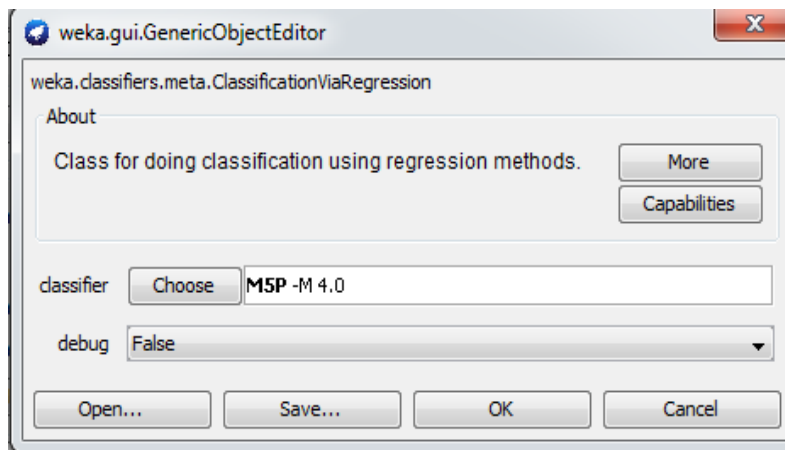 weka.gui.GenericObjectEditor
weka.classifiers.meta.ClassificationViaRegression
About
Class for doing classification using regression methods.
More
Capabilities
classifier Choose M5P -M 4.0
debug False
Open... Save... OK Cancel